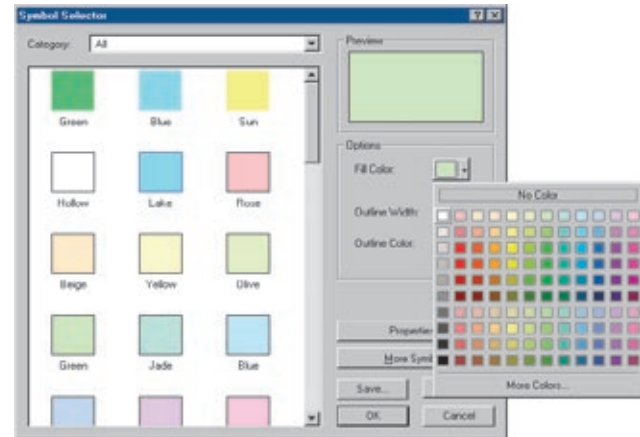 Symbol Selector
Category: All
Green Blue Sun
Hollow Lake Rose
Beige Yellow Olive
Green Jade Blue
Preview
Options
Fill Color:
Outline Width:
Outline Color:
No Color
More Colors...
Save...
OK Cancel